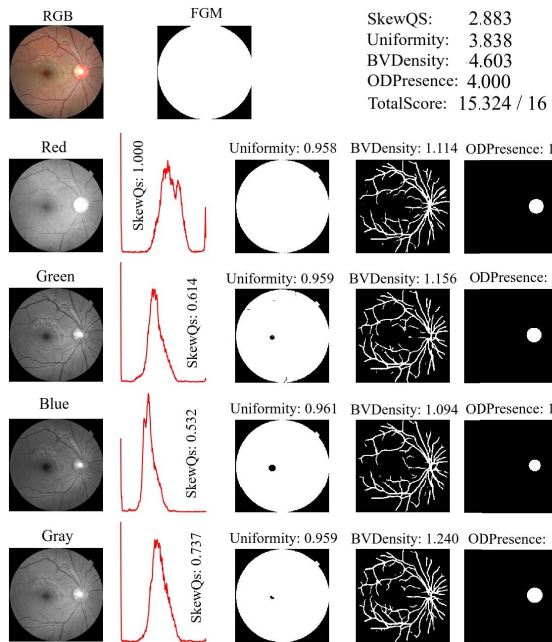 RGB
FGM
SkewQS: 2.883
Uniformity: 3.838
BVDensity: 4.603
ODPresence: 4.000
TotalScore: 15.324 / 16
Red
SkewQs: 1.000
Uniformity: 0.958
BVDensity: 1.114
ODPresence: 1
Green
SkewQs: 0.614
Uniformity: 0.959
BVDensity: 1.156
ODPresence:
Blue
SkewQs: 0.532
Uniformity: 0.961
BVDensity: 1.094
ODPresence: 1
Gray
SkewQs: 0.737
Uniformity: 0.959
BVDensity: 1.240
ODPresence: